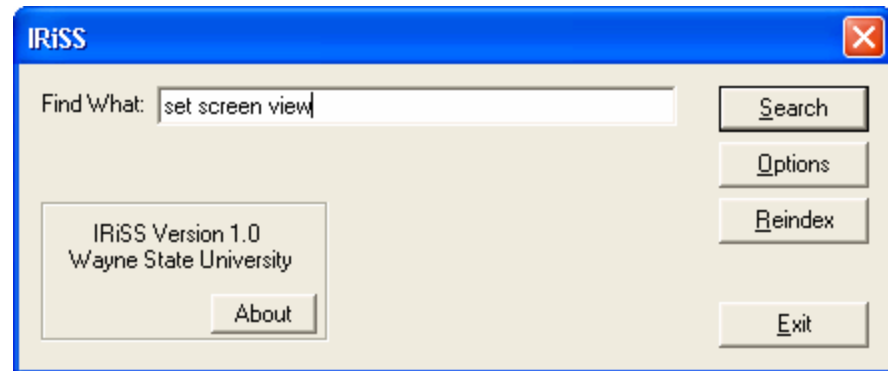 IRiSS
Find What: set screen view
Search
Options
Reindex
IRiSS Version 1.0
Wayne State University
About
Exit